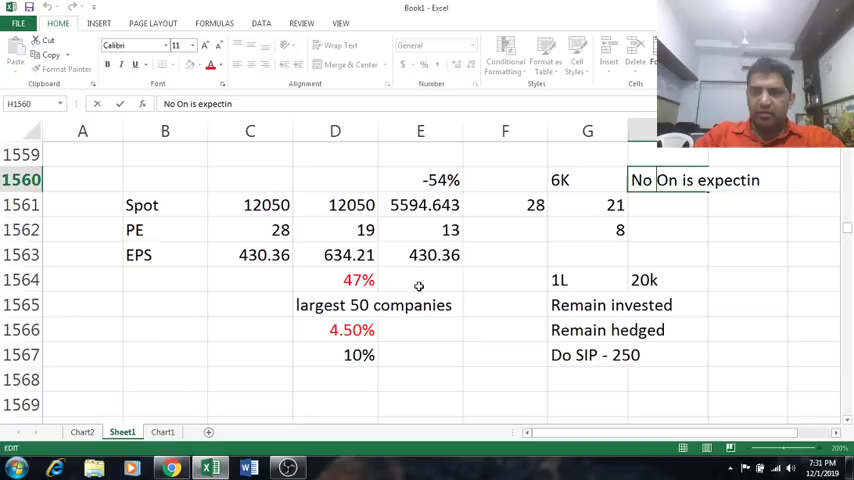 Book1 - Excel
FILE HOME INSERT PAGE LAYOUT FORMULAS DATA REVIEW VIEW
Cut
Copy
Format Painter
Paste
Clipboard
Calibri 11
B I U
Font
Wrap Text
Merge & Center
Alignment
General
$ % ,
Number
Conditional Formatting
Format as Table
Cell Styles
Styles
Insert
H1560 No On is expectin
A B C D E F G
1559
1560 -54% 6K No On is expectin
1561 Spot 12050 12050 5594.643 28 21
1562 PE 28 19 13 8
1563 EPS 430.36 634.21 430.36
1564 47% 1L 20k
1565 largest 50 companies Remain invested
1566 4.50% Remain hedged
1567 10% Do SIP - 250
1568
1569
Chart2 Sheet1 Chart1
EDIT 200%
7:31 PM
12/1/2019